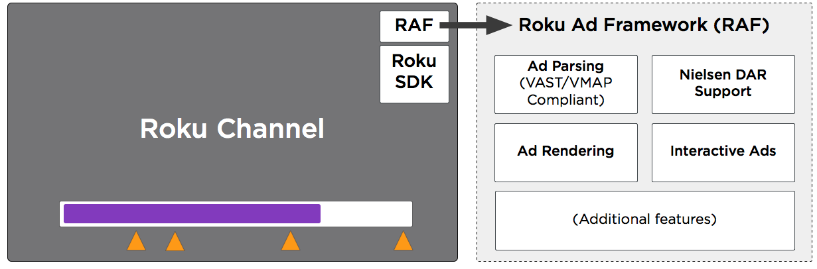 RAF
Roku
SDK
Roku Channel
Roku Ad Framework (RAF)
Ad Parsing
(VAST/VMAP
Compliant)
Nielsen DAR
Support
Ad Rendering
Interactive Ads
(Additional features)